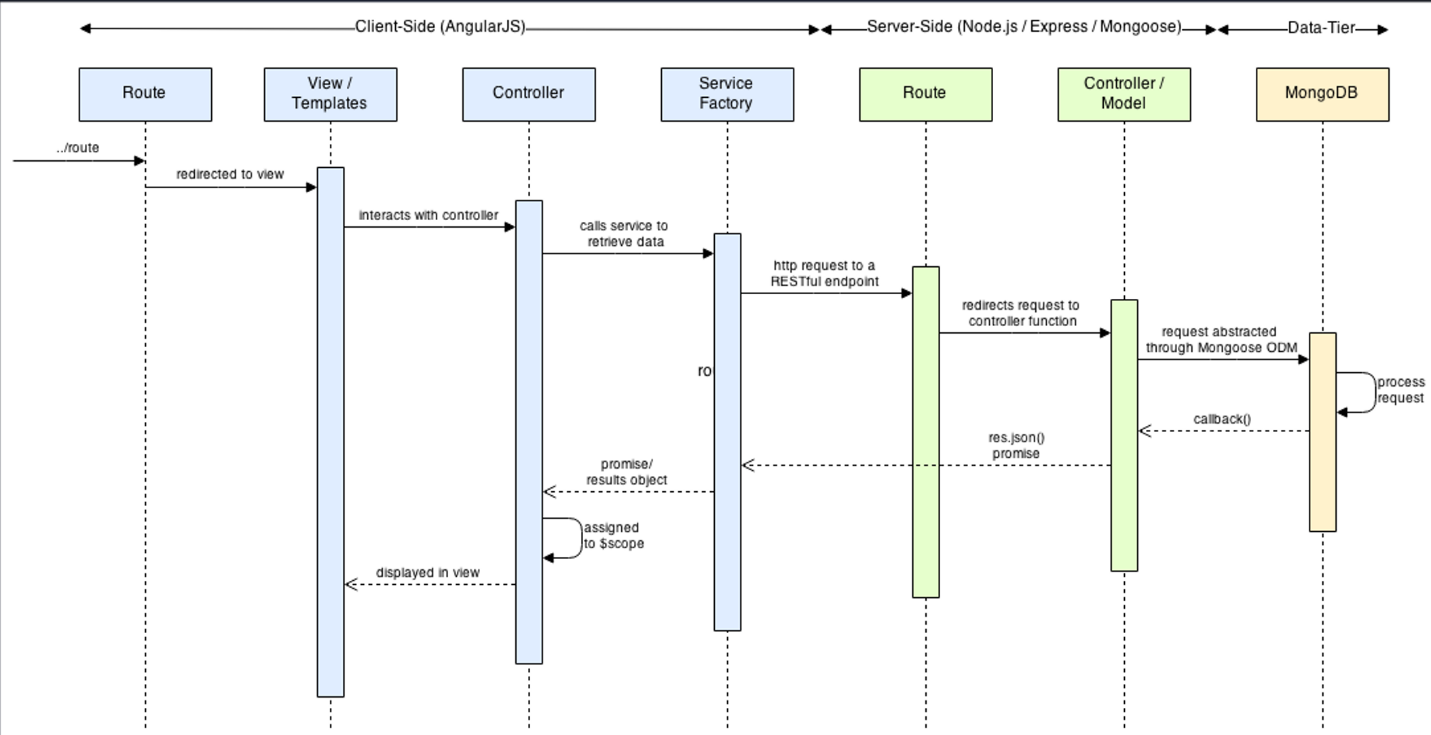 Client-Side (AngularJS)
Server-Side (Node.js / Express / Mongoose)
Data-Tier
Route
View /
Templates
Controller
Service
Factory
Route
Controller /
Model
MongoDB
../route
redirected to view
interacts with controller
calls service to
retrieve data
http request to a
RESTful endpoint
redirects request to
controller function
request abstracted
through Mongoose ODM
ro
process
request
callback()
res.json()
promise
promise/
results object
assigned
to $scope
displayed in view